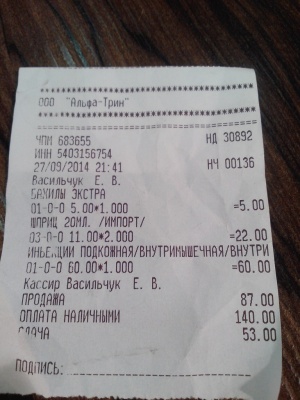 ************************
ООО "Альфа-Трин"
************************
ЧПМ 683655 НД 30892
ИНН 5403156754
27/09/2014 21:41 НЧ 00136
Васильчук Е. В.
БАХИЛЫ ЭКСТРА
01-0-0 5.00*1.000 =5.00
ШПРИЦ 20МЛ. /ИМПОРТ/
03-0-0 11.00*2.000 =22.00
ИНЬЕКЦИИ ПОДКОЖНАЯ/ВНУТРИМЫШЕЧНАЯ/ВНУТРИ
01-0-0 60.00*1.000 =60.00
Кассир Васильчук Е. В.
ПРОДАЖА 87.00
ОПЛАТА НАЛИЧНЫМИ 140.00
СДАЧА 53.00
ПОДПИСЬ: